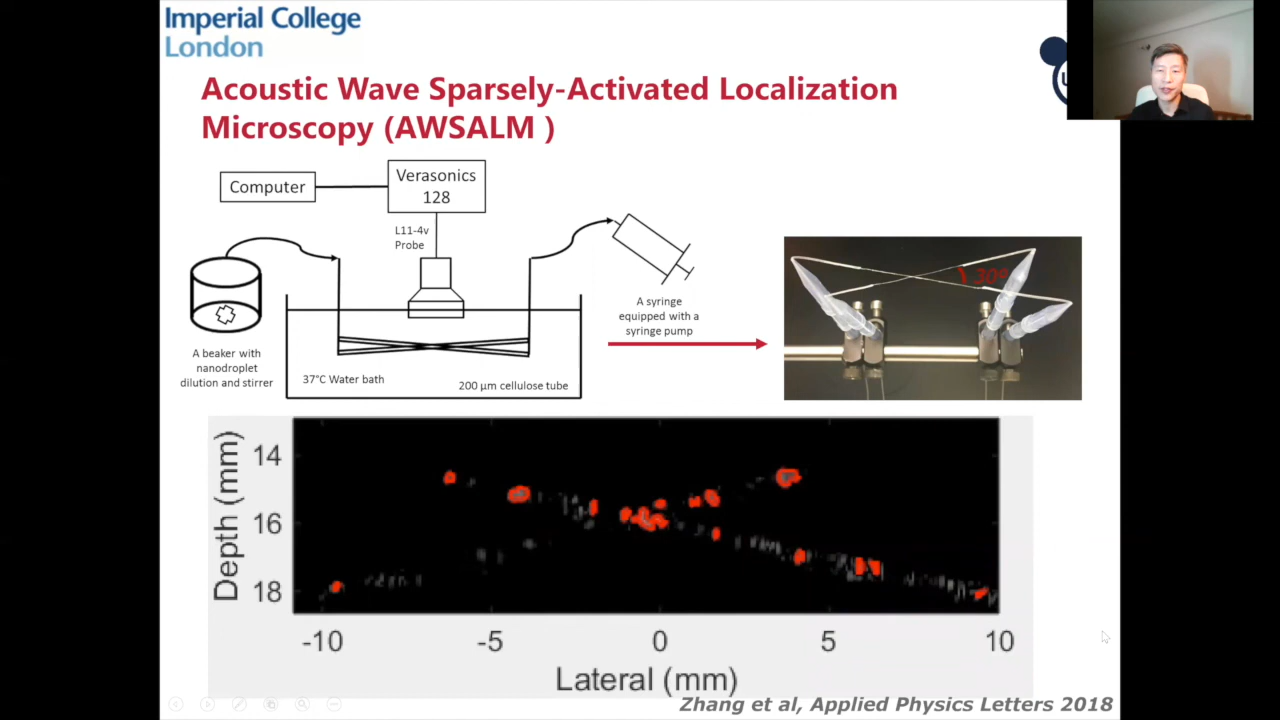 Imperial College
London
Acoustic Wave Sparsely-Activated Localization
Microscopy (AWSALM )
Computer
Verasonics
128
L11-4v
Probe
A beaker with
nanodroplet
dilution and stirrer
37°C Water bath
200 µm cellulose tube
A syringe
equipped with a
syringe pump
30°
Depth (mm)
14
16
18
-10
-5
0
5
10
Lateral (mm)
Zhang et al, Applied Physics Letters 2018